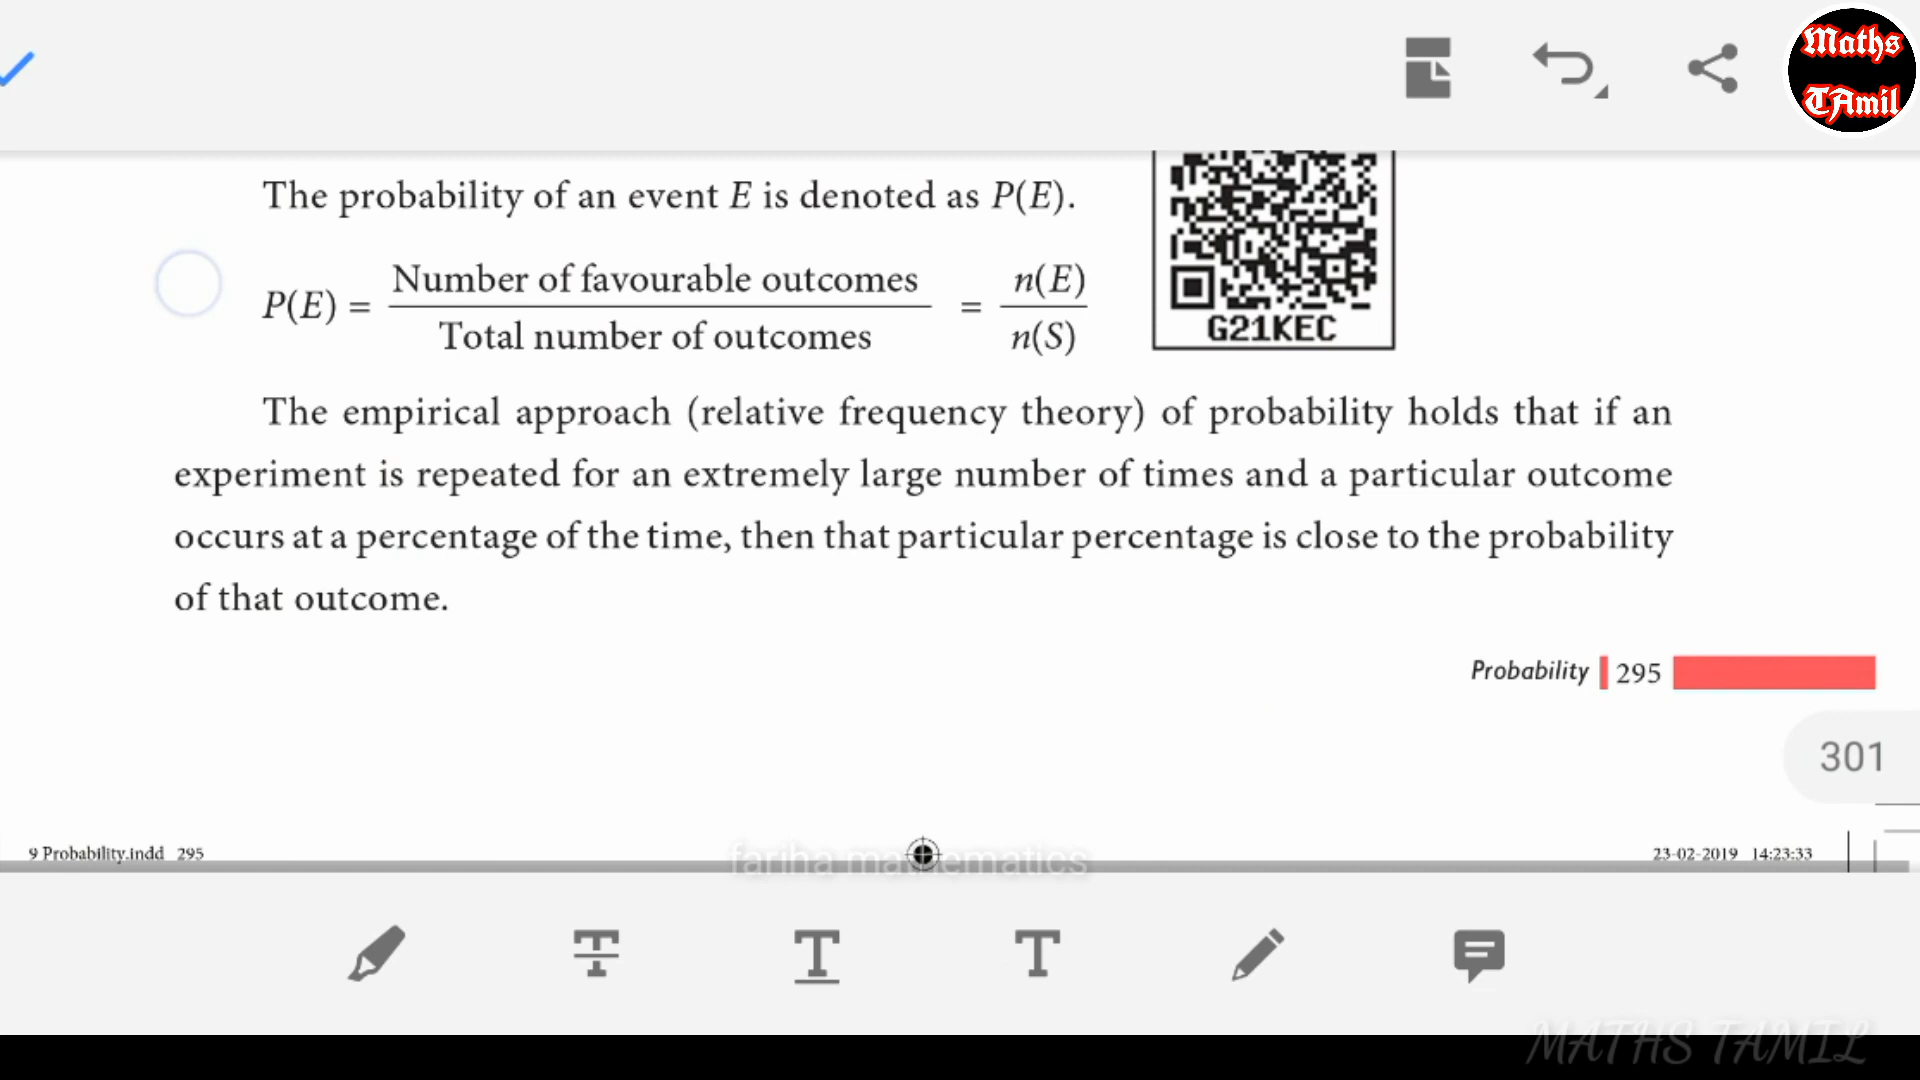 Maths
TAmil
The probability of an event E is denoted as P(E).
P(E) = Number of favourable outcomes / Total number of outcomes = n(E) / n(S)
G21KEC
The empirical approach (relative frequency theory) of probability holds that if an
experiment is repeated for an extremely large number of times and a particular outcome
occurs at a percentage of the time, then that particular percentage is close to the probability
of that outcome.
Probability 295
301
9 Probability.indd 295
fariha mathematics
23-02-2019 14:23:33
T T T
MATHS TAMIL